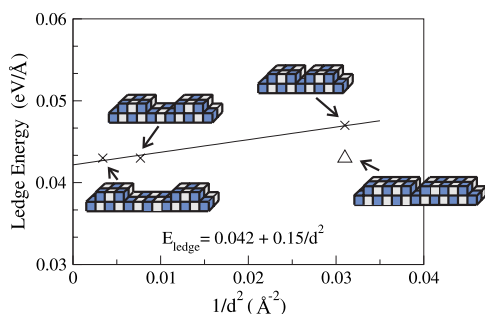 0.06
0.05
0.04
0.03
Ledge Energy (eV/Å)
E_ledge = 0.042 + 0.15/d²
0 0.01 0.02 0.03 0.04
1/d² (Å⁻²)